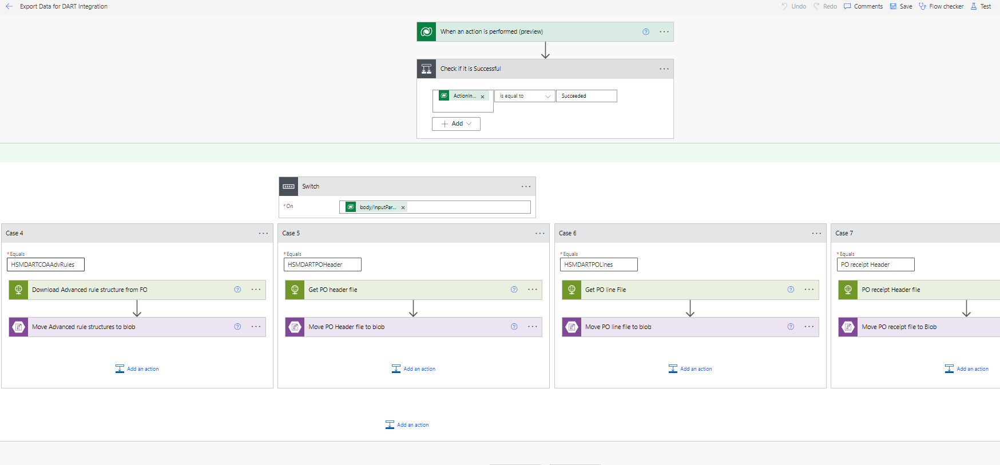 Export Data for DART Integration
Undo Redo Comments Save Flow checker Test
When an action is performed (preview)
Check if it is Successful
ActionIn... x is equal to Succeeded
Add
Switch
*On body/InputPar... x
Case 4 Case 5 Case 6 Case 7
*Equals *Equals *Equals *Equals
HSMDARTCOAAdvRules HSMDARTPOHeader HSMDARTPOLines PO receipt Header
Download Advanced rule structure from FO Get PO header file Get PO line File PO receipt Header file
Move Advanced rule structures to blob Move PO Header file to blob Move PO line file to blob Move PO receipt file to Blob
Add an action Add an action Add an action Add an action
Add an action